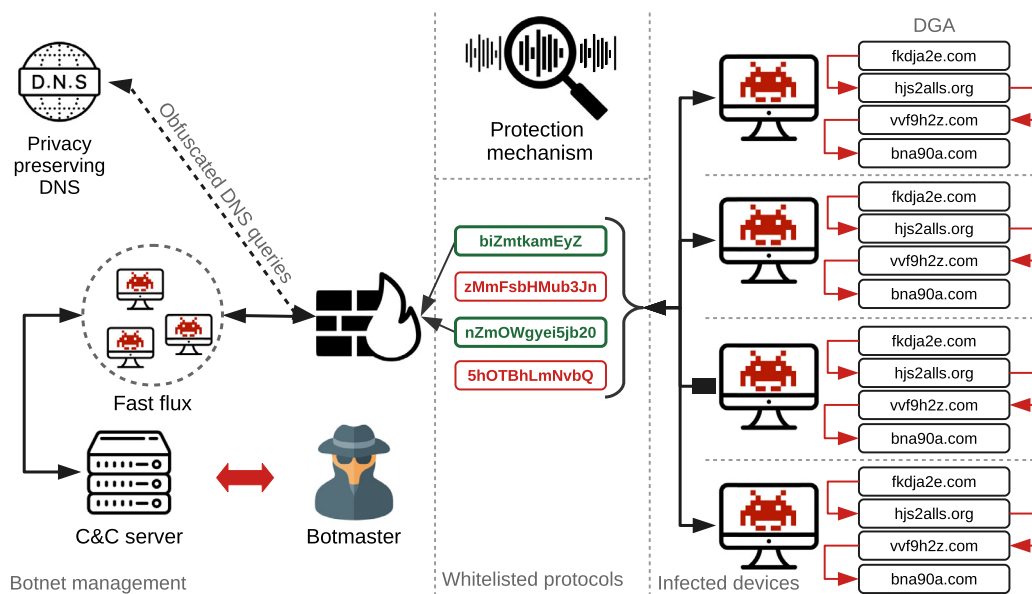 D.N.S
Privacy
preserving
DNS
Obfuscated DNS queries
Fast flux
C&C server
Botmaster
Botnet management
Protection
mechanism
biZmtkamEyZ
zMmFsbHMub3Jn
nZmOWgyei5jb20
5hOTBhLmNvbQ
Whitelisted protocols
DGA
fkdja2e.com
hjs2alls.org
vvf9h2z.com
bna90a.com
fkdja2e.com
hjs2alls.org
vvf9h2z.com
bna90a.com
fkdja2e.com
hjs2alls.org
vvf9h2z.com
bna90a.com
fkdja2e.com
hjs2alls.org
vvf9h2z.com
bna90a.com
Infected devices